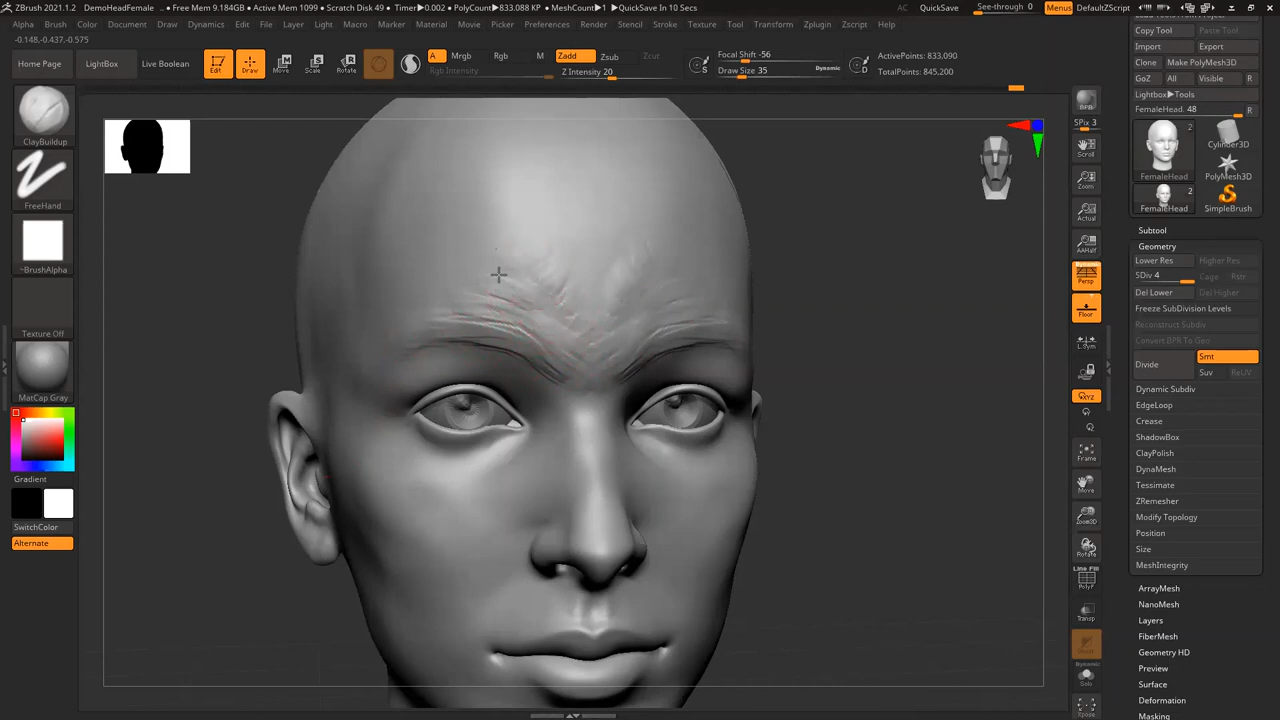 ZBrush 2021.1.2 DemoHeadFemale ● Free Mem 9.184GB ● Active Mem 1099 ● Scratch Disk 49 ● Timer▶0.002 ● PolyCount▶833.088 KP ● MeshCount▶1 ▶QuickSave In 10 Secs AC QuickSave See-through 0 Menus DefaultZScript
Alpha Brush Color Document Draw Dynamics Edit File Layer Light Macro Marker Material Movie Picker Preferences Render Stencil Stroke Texture Tool Transform Zplugin Zscript Help
-0.148,-0.437,-0.575
Home Page LightBox Live Boolean
Edit Draw Move Scale Rotate
A Mrgb Rgb M Zadd Zsub Zcut
Rgb Intensity Z Intensity 20
S Focal Shift -56
Draw Size 35 Dynamic D
ActivePoints: 833,090
TotalPoints: 845,200
ClayBuildup
FreeHand
~BrushAlpha
Texture Off
MatCap Gray
Gradient
SwitchColor
Alternate
BPR
SPix 3
Scroll
Zoom
Actual
AAHalf
Dynamic
Persp
Floor
L.Sym
XYZ
Frame
Move
Zoom3D
Rotate
Line Fill
PolyF
Transp
Dynamic
Solo
Xpose
Copy Tool Paste Tool
Import Export
Clone Make PolyMesh3D
GoZ All Visible R
Lightbox▶Tools
FemaleHead. 48 R
2
FemaleHead
Cylinder3D
PolyMesh3D
2
FemaleHead
SimpleBrush
Subtool
Geometry
Lower Res Higher Res
SDiv 4 Cage Rstr
Del Lower Del Higher
Freeze SubDivision Levels
Reconstruct Subdiv
Convert BPR To Geo
Divide Smt
Suv ReUV
Dynamic Subdiv
EdgeLoop
Crease
ShadowBox
ClayPolish
DynaMesh
Tessimate
ZRemesher
Modify Topology
Position
Size
MeshIntegrity
ArrayMesh
NanoMesh
Layers
FiberMesh
Geometry HD
Preview
Surface
Deformation
Masking